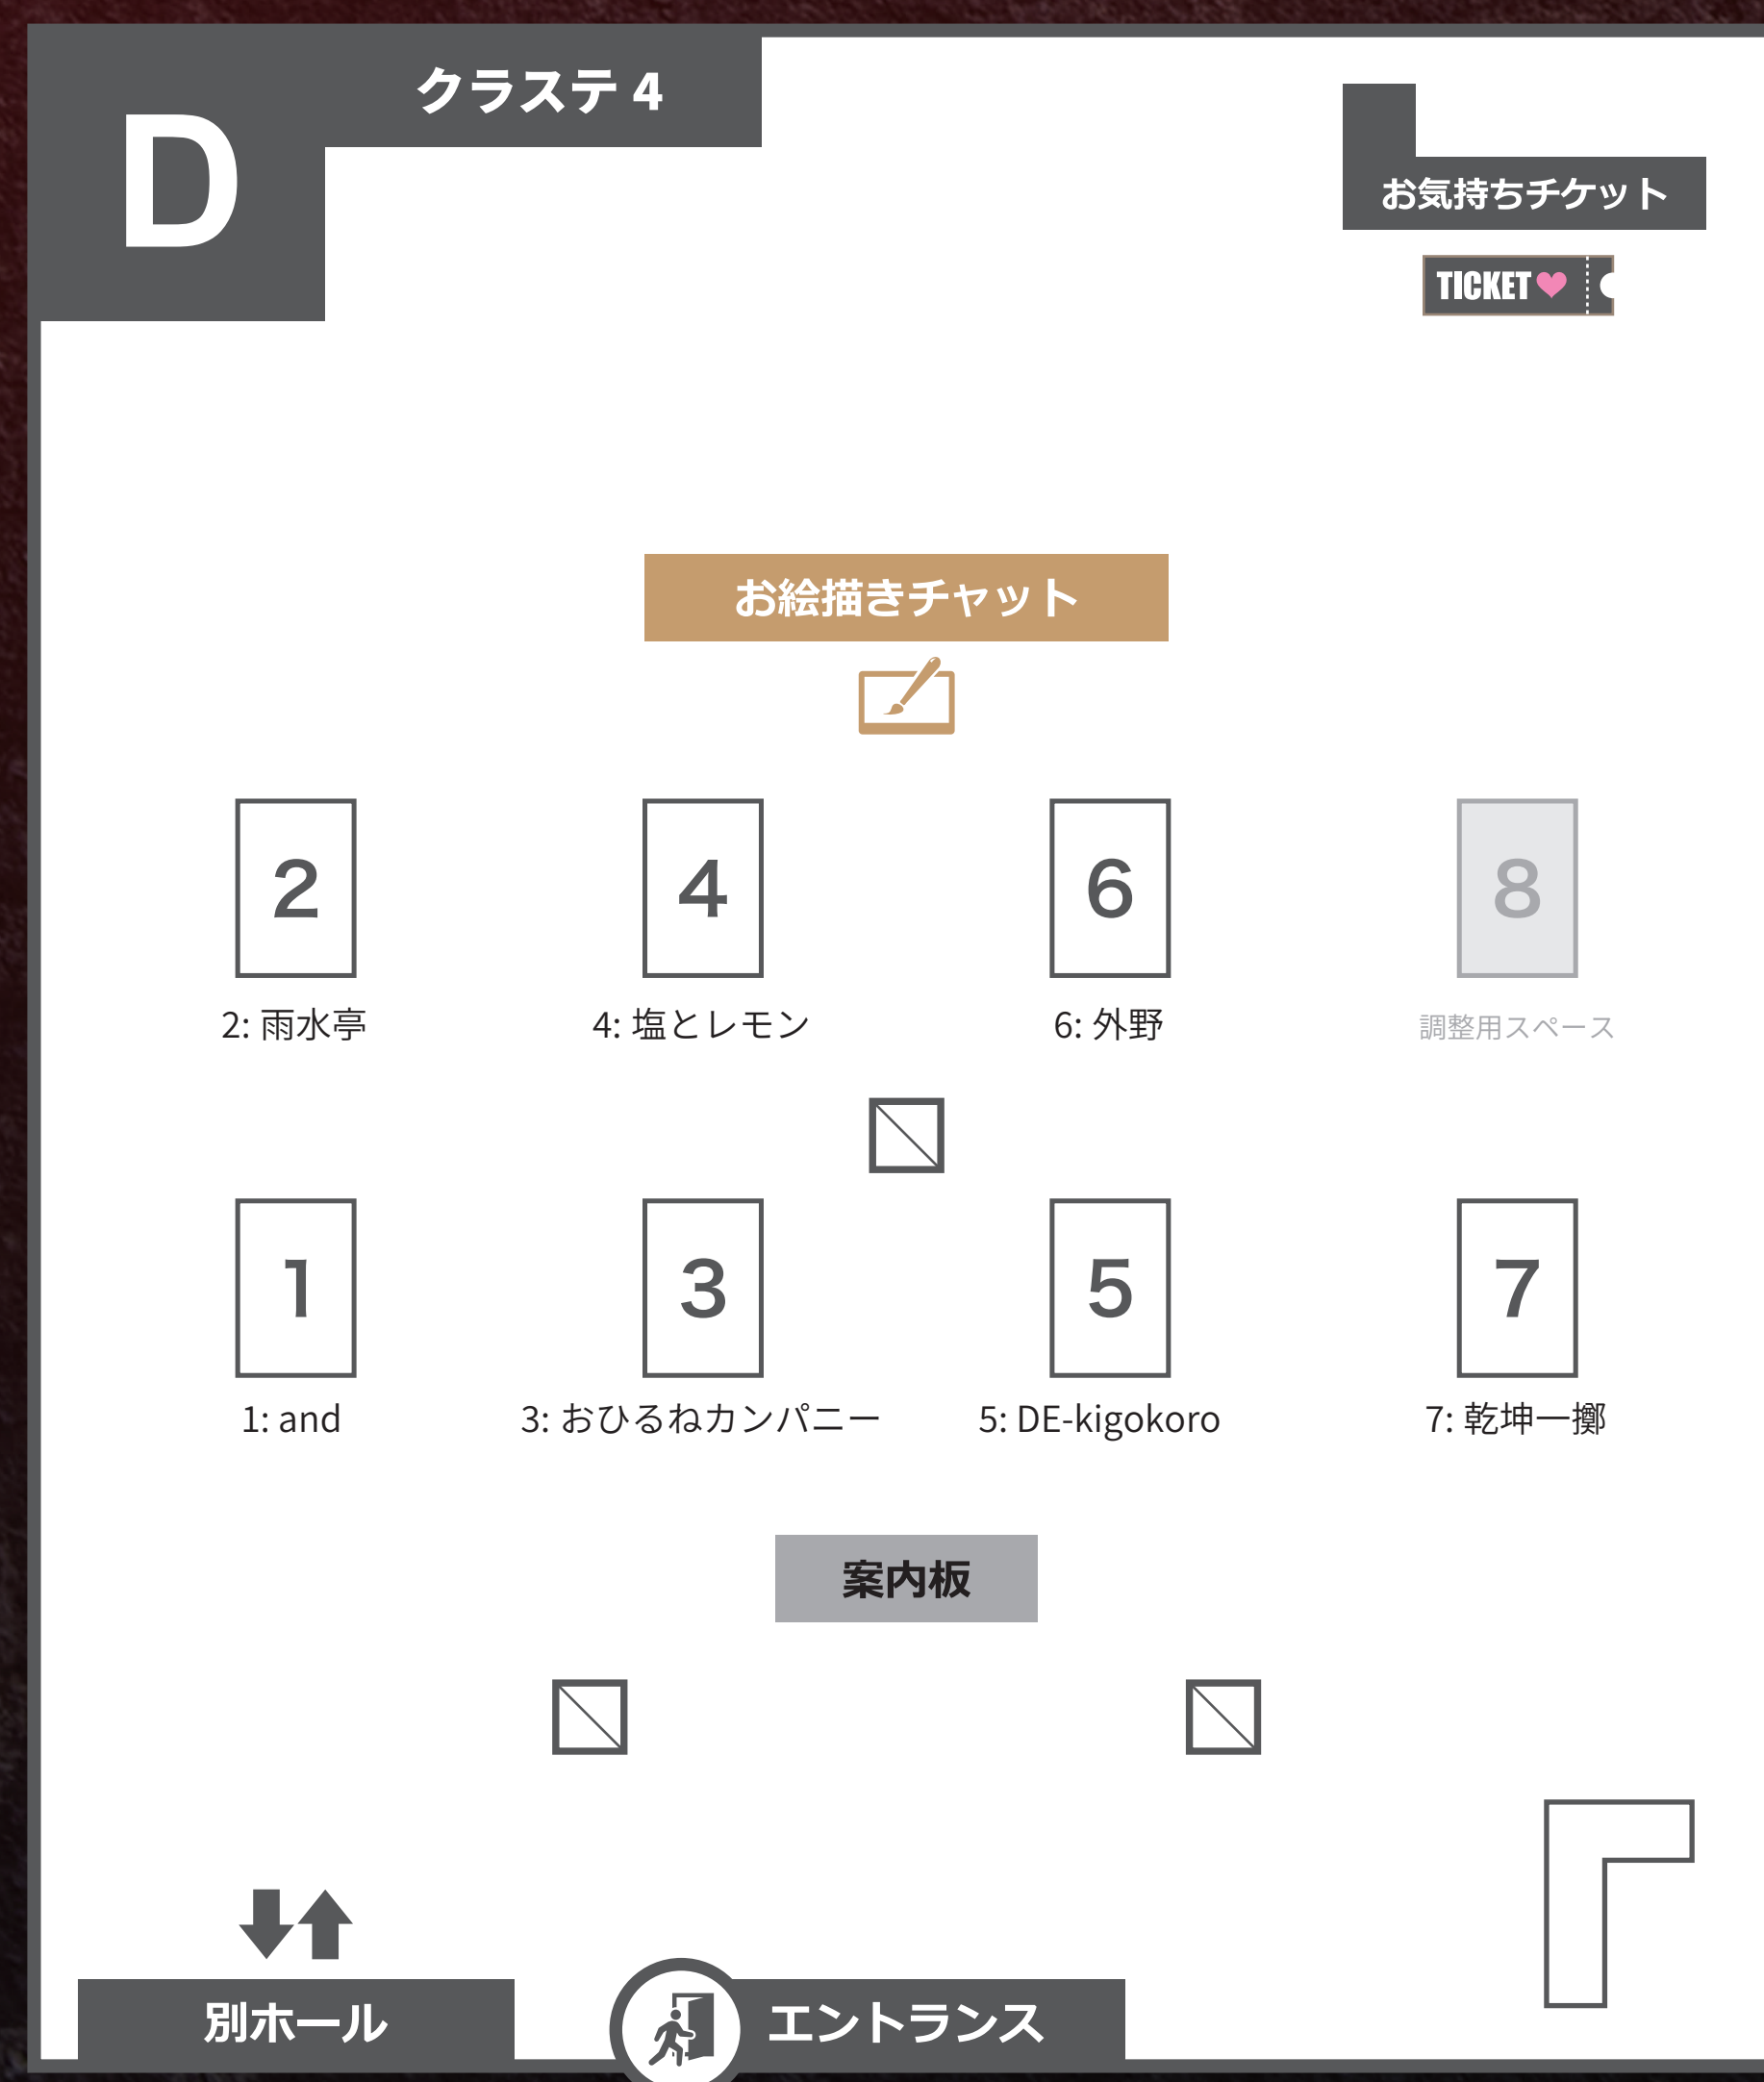 クラステ 4
D
お気持ちチケット
TICKET
お絵描きチャット
2
4
6
8
2: 雨水亭
4: 塩とレモン
6: 外野
調整用スペース
1
3
5
7
1: and
3: おひるねカンパニー
5: DE-kigokoro
7: 乾坤一擲
案内板
別ホール
エントランス